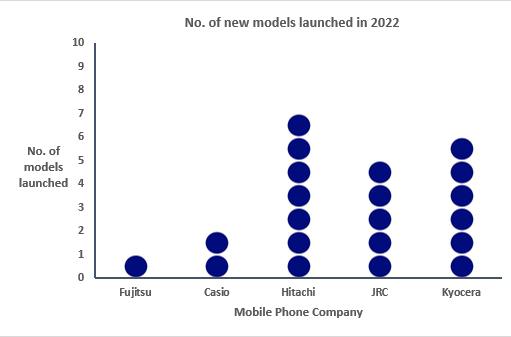 No. of new models launched in 2022
10
9
8
7
6
5
4
3
2
1
0
No. of
models
launched
Fujitsu Casio Hitachi JRC Kyocera
Mobile Phone Company